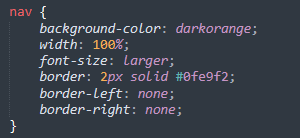 nav {
background-color: darkorange;
width: 100%;
font-size: larger;
border: 2px solid #0fe9f2;
border-left: none;
border-right: none;
}